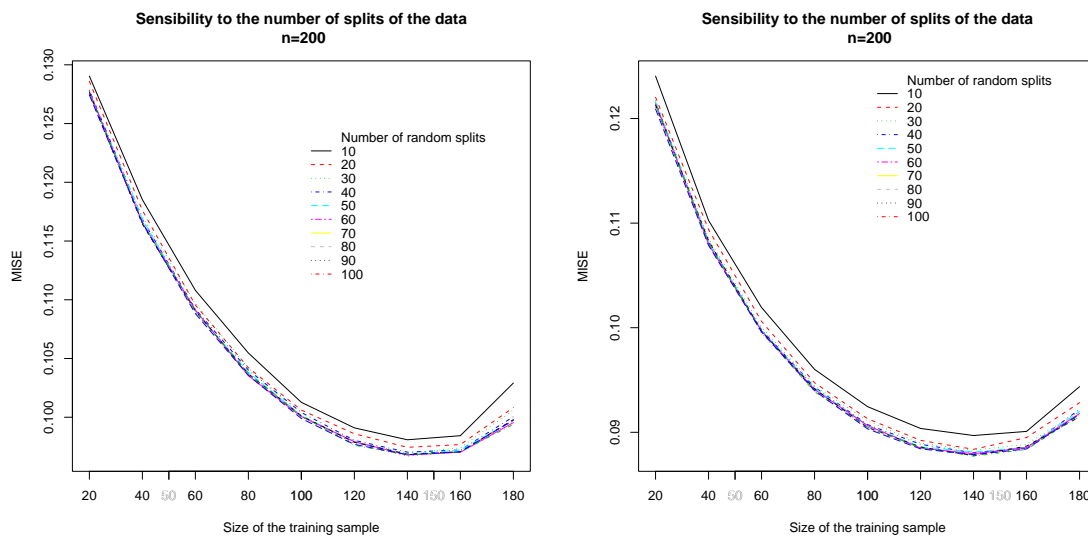 Sensibility to the number of splits of the data
n=200
MISE
0.130
0.125
0.120
0.115
0.110
0.105
0.100
Number of random splits
10
20
30
40
50
60
70
80
90
100
20 40 50 60 80 100 120 140 150 160 180
Size of the training sample
Sensibility to the number of splits of the data
n=200
MISE
0.12
0.11
0.10
0.09
Number of random splits
10
20
30
40
50
60
70
80
90
100
20 40 50 60 80 100 120 140 150 160 180
Size of the training sample